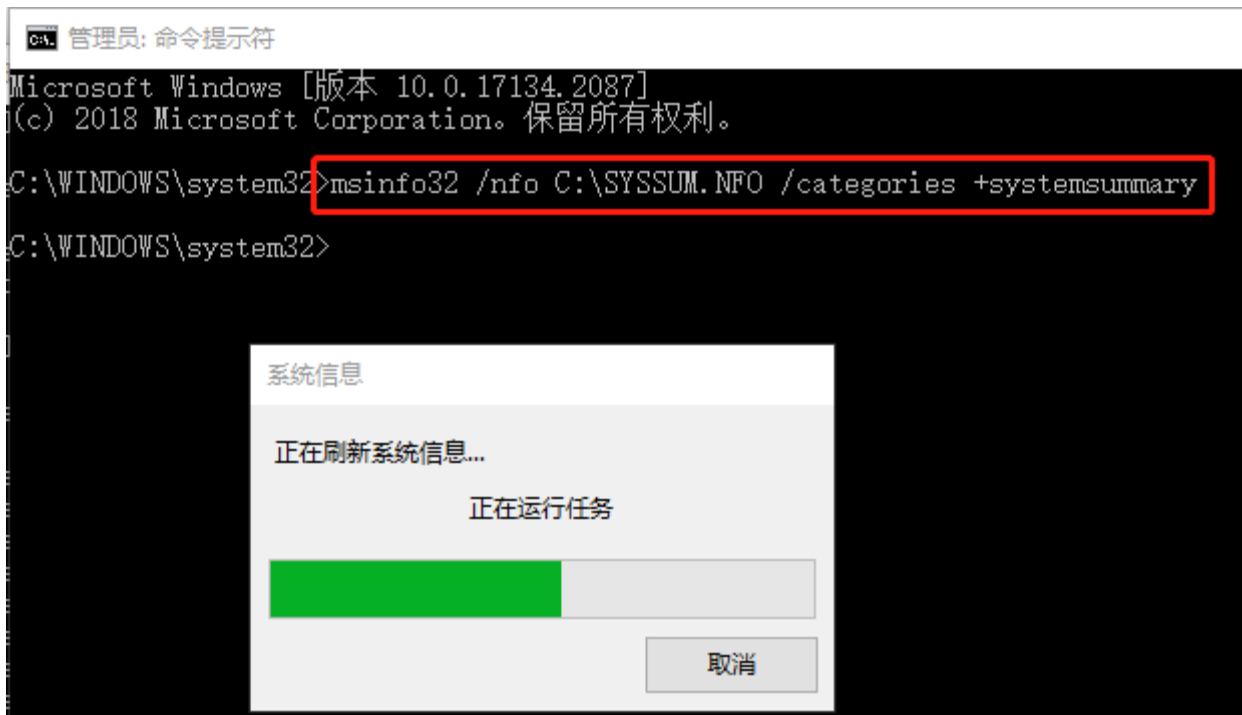 管理员: 命令提示符
Microsoft Windows [版本 10.0.17134.2087]
(c) 2018 Microsoft Corporation。保留所有权利。
C:\WINDOWS\system32>msinfo32 /nfo C:\SYSSUM.NFO /categories +systemsummary
C:\WINDOWS\system32>
系统信息
正在刷新系统信息...
正在运行任务
取消